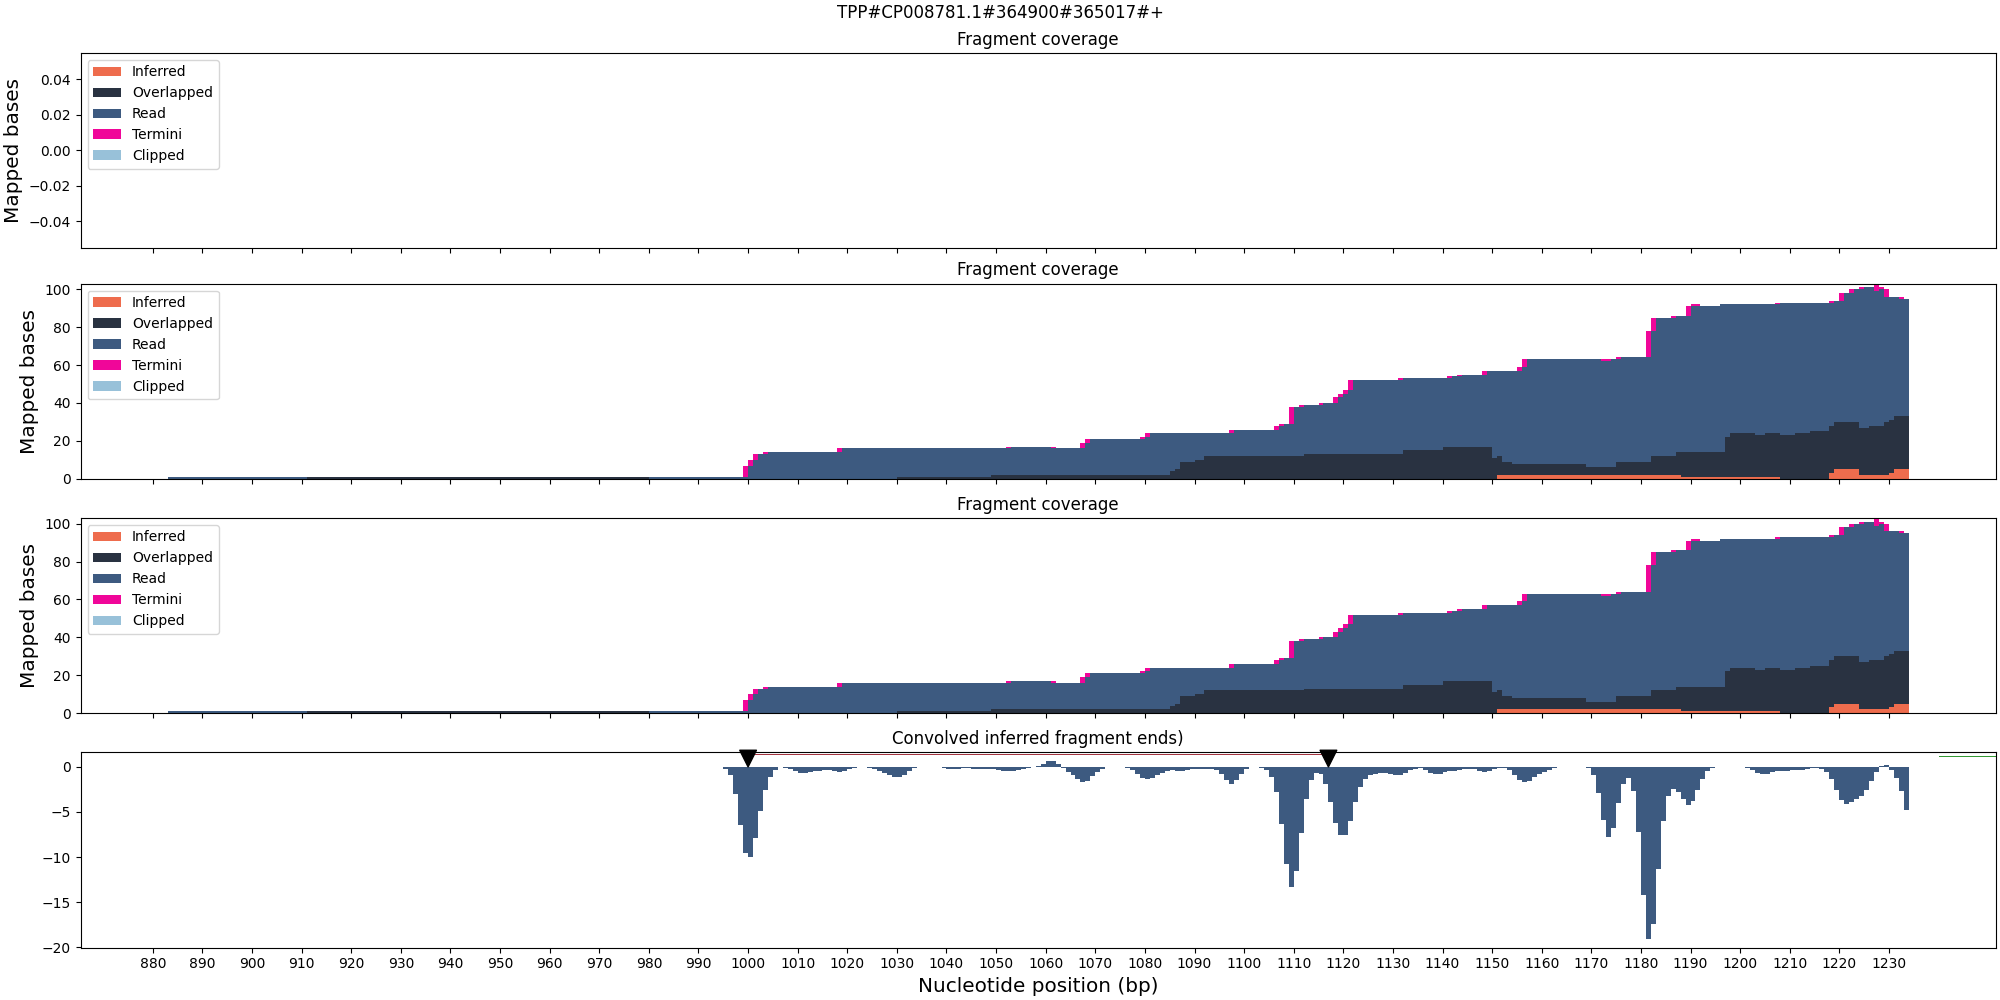 TPP#CP008781.1#364900#365017#+
Fragment coverage
Mapped bases
0.04
0.02
0.00
−0.02
−0.04
Inferred
Overlapped
Read
Termini
Clipped
Fragment coverage
Mapped bases
100
80
60
40
20
0
Inferred
Overlapped
Read
Termini
Clipped
Fragment coverage
Mapped bases
100
80
60
40
20
0
Inferred
Overlapped
Read
Termini
Clipped
Convolved inferred fragment ends)
0
−5
−10
−15
−20
880 890 900 910 920 930 940 950 960 970 980 990 1000 1010 1020 1030 1040 1050 1060 1070 1080 1090 1100 1110 1120 1130 1140 1150 1160 1170 1180 1190 1200 1210 1220 1230
Nucleotide position (bp)